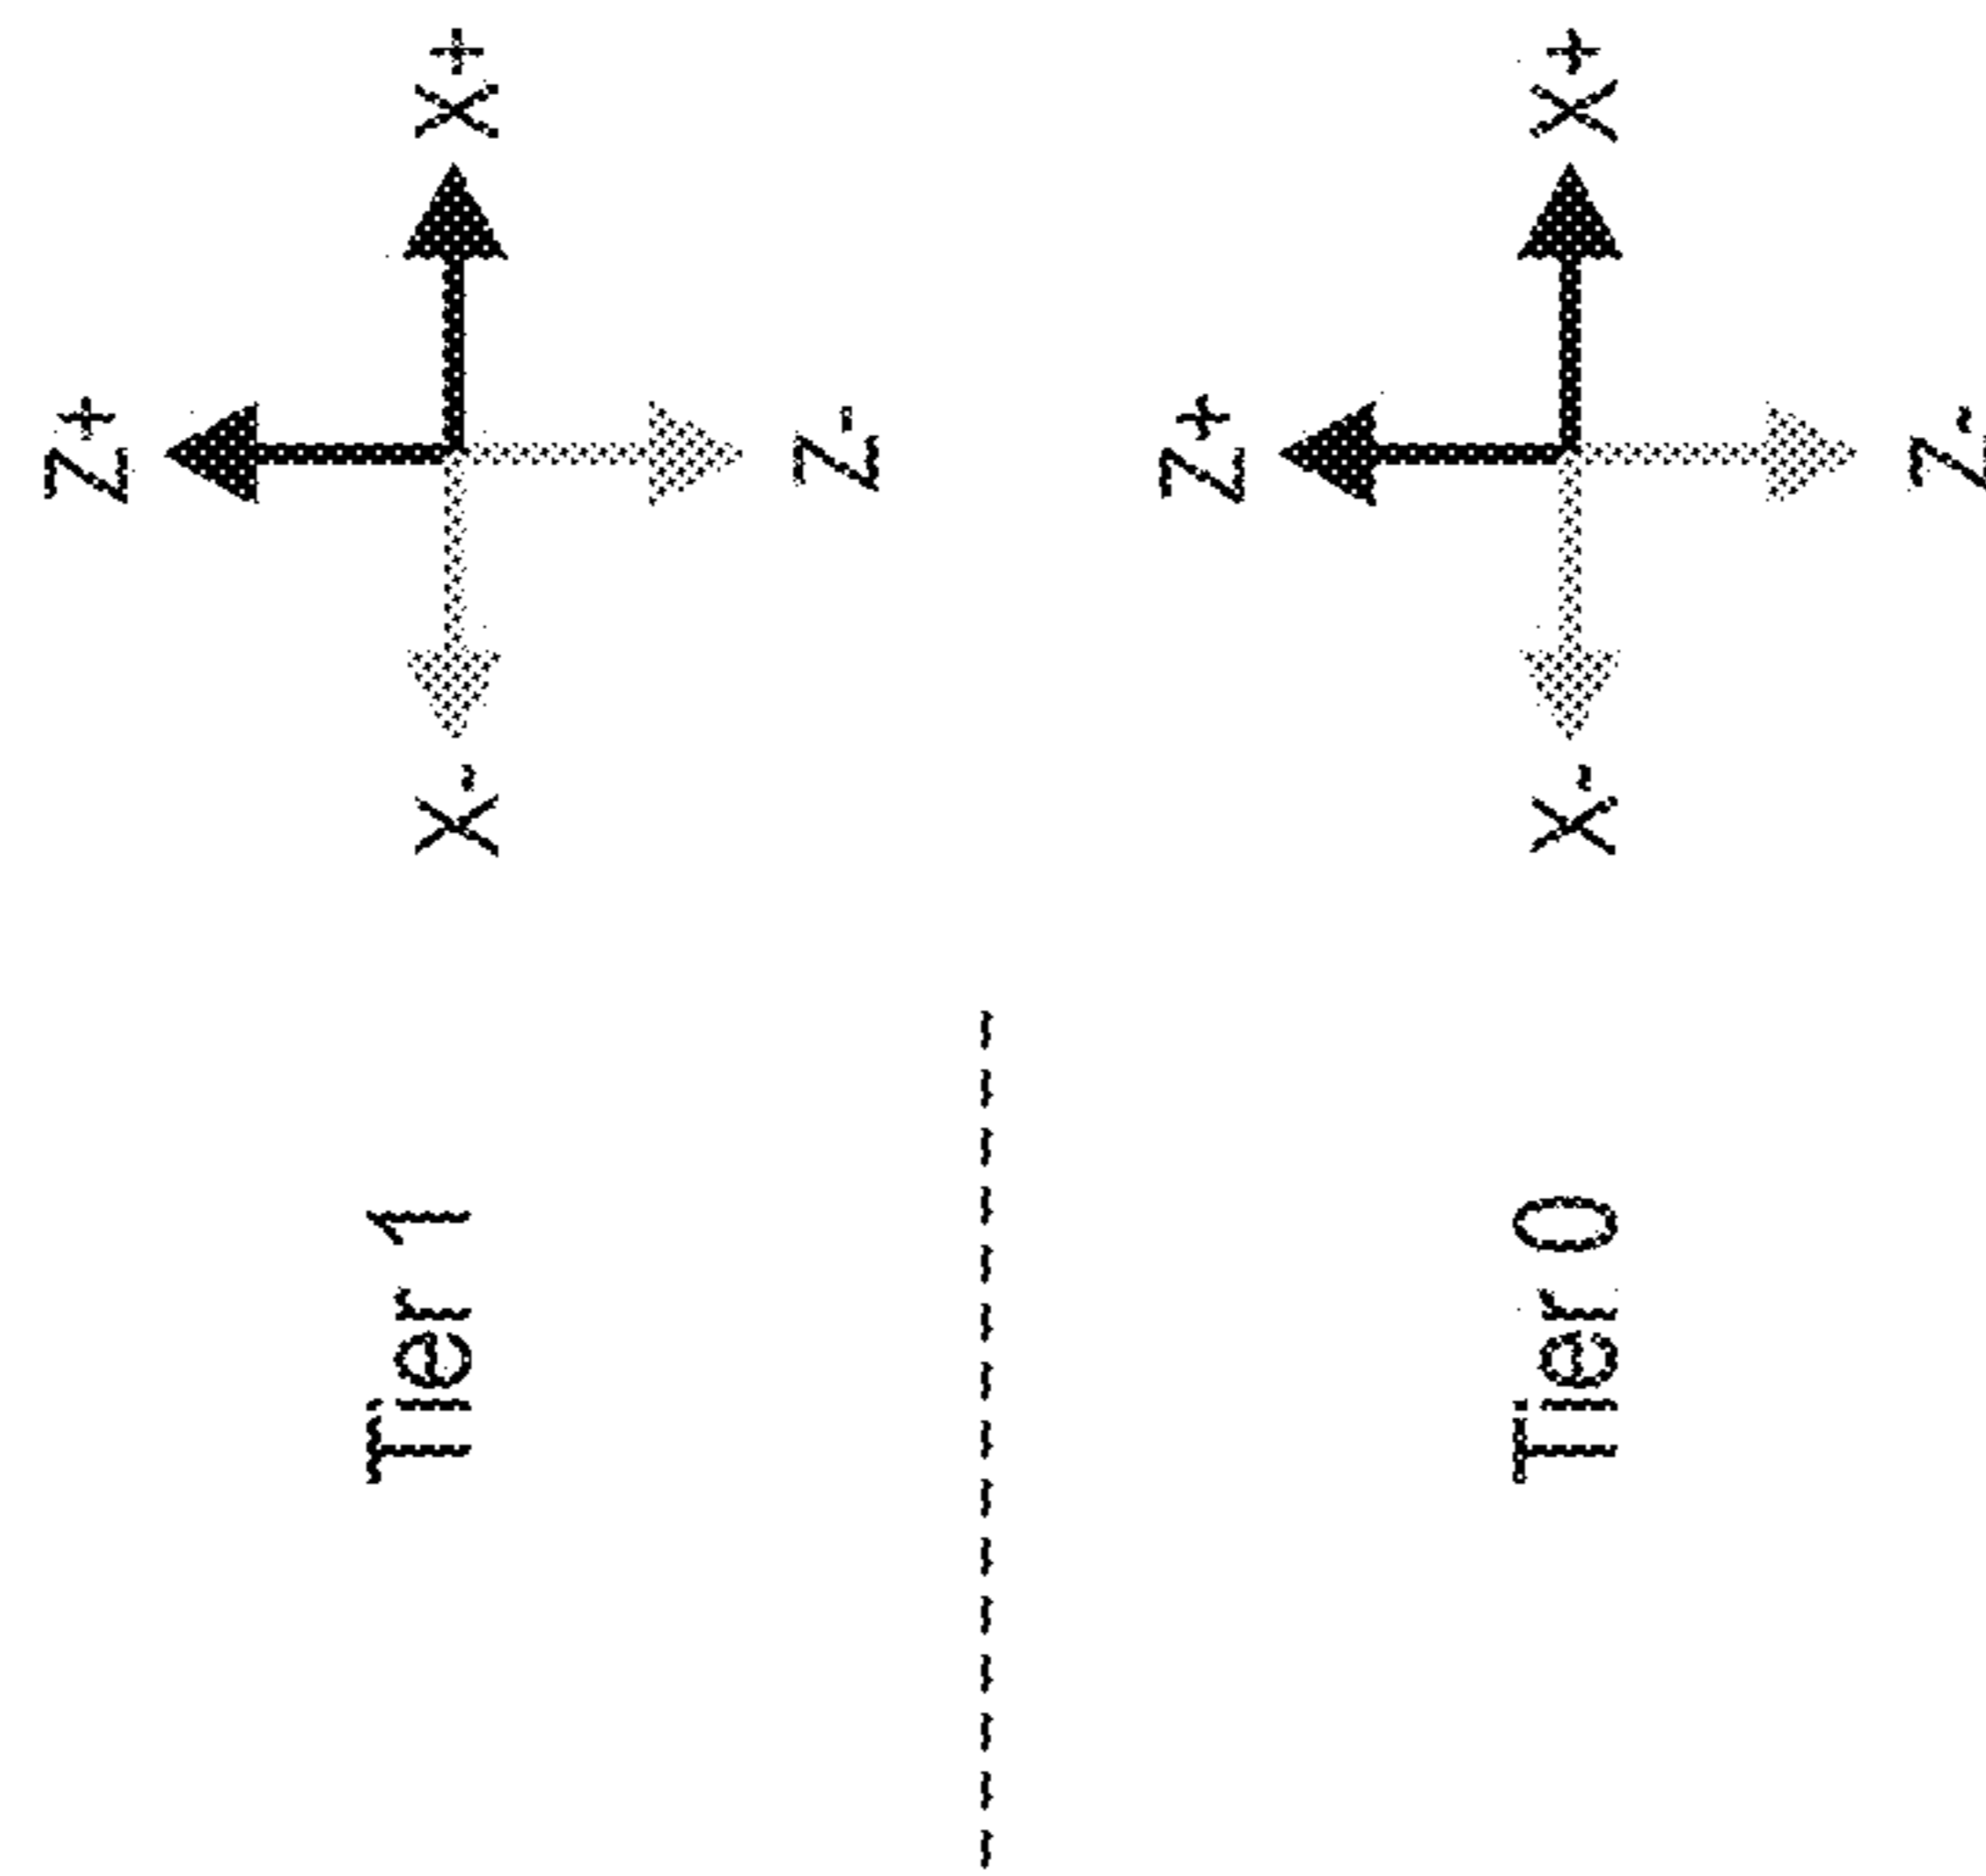 Z+
Tier 1
X-
X+
Z-
Z+
Tier 0
X-
X+
Z-